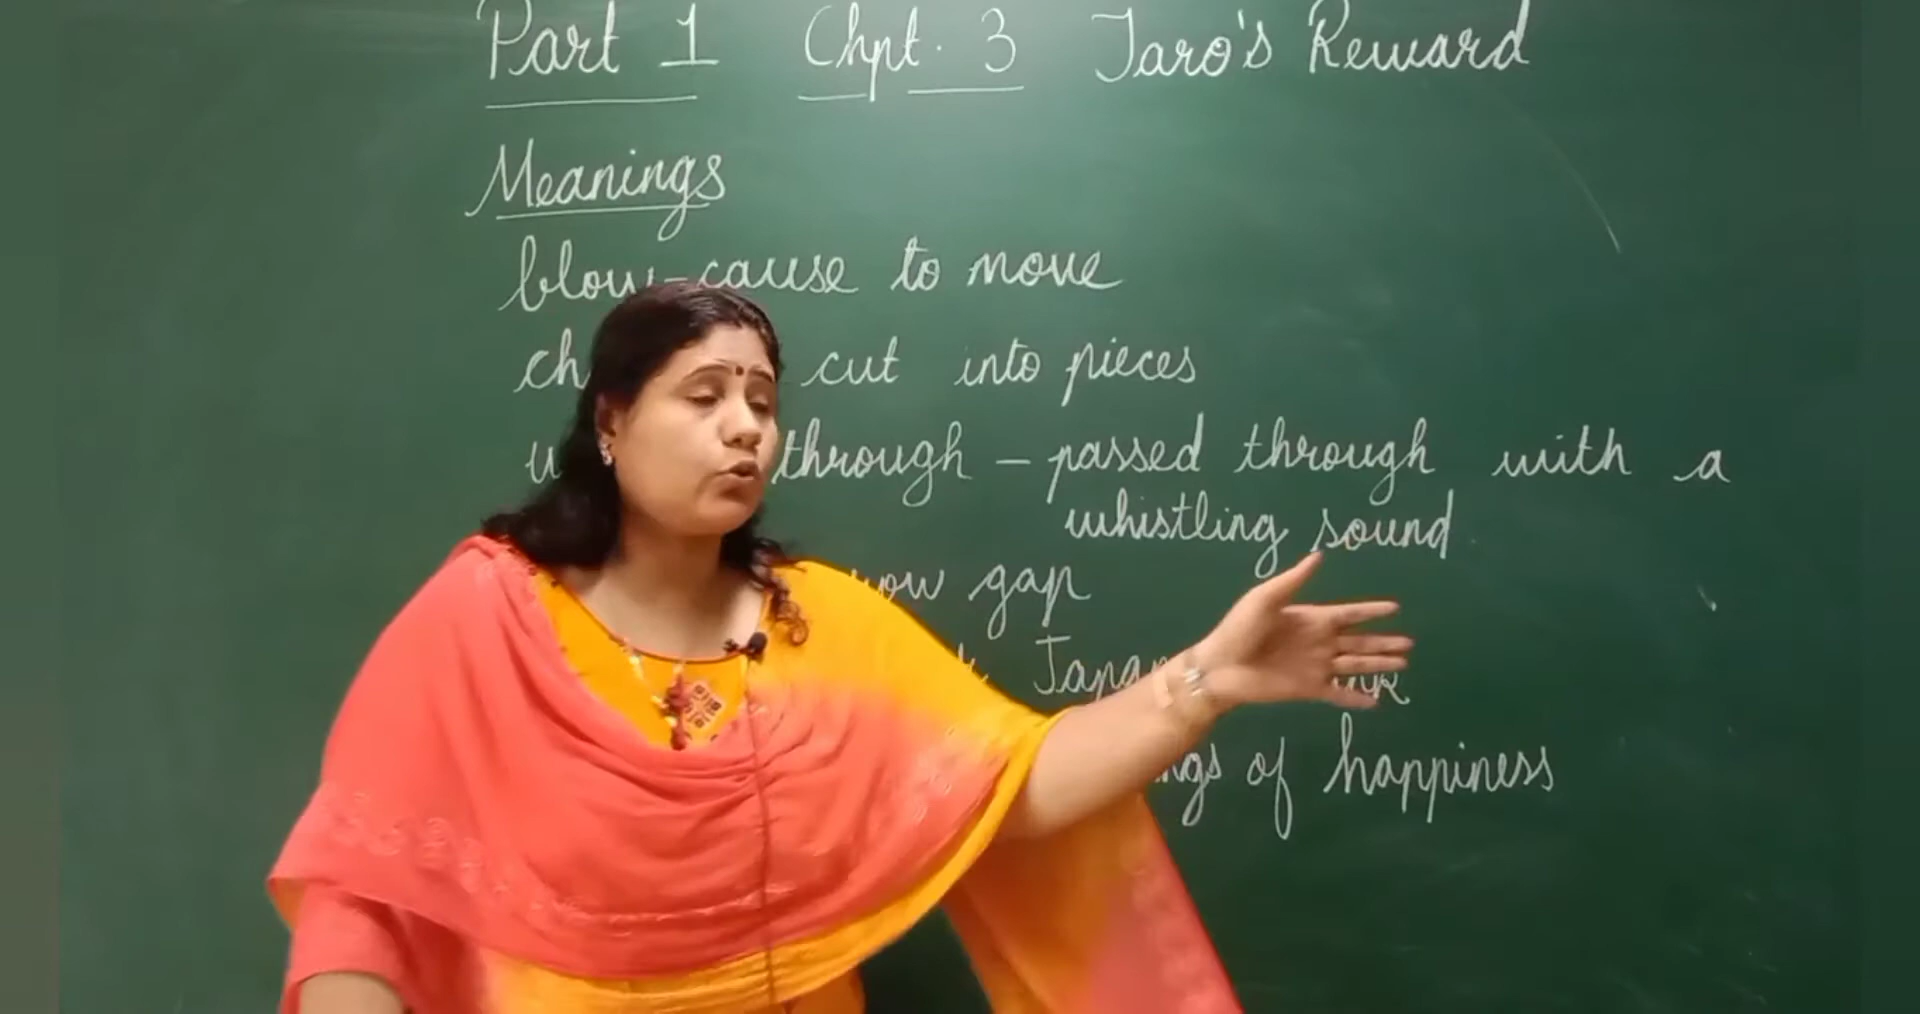 Part 1 Chpt. 3 Taro's Reward
Meanings
blow - cause to move
cut into pieces
through - passed through with a
whistling sound
gap
of happiness